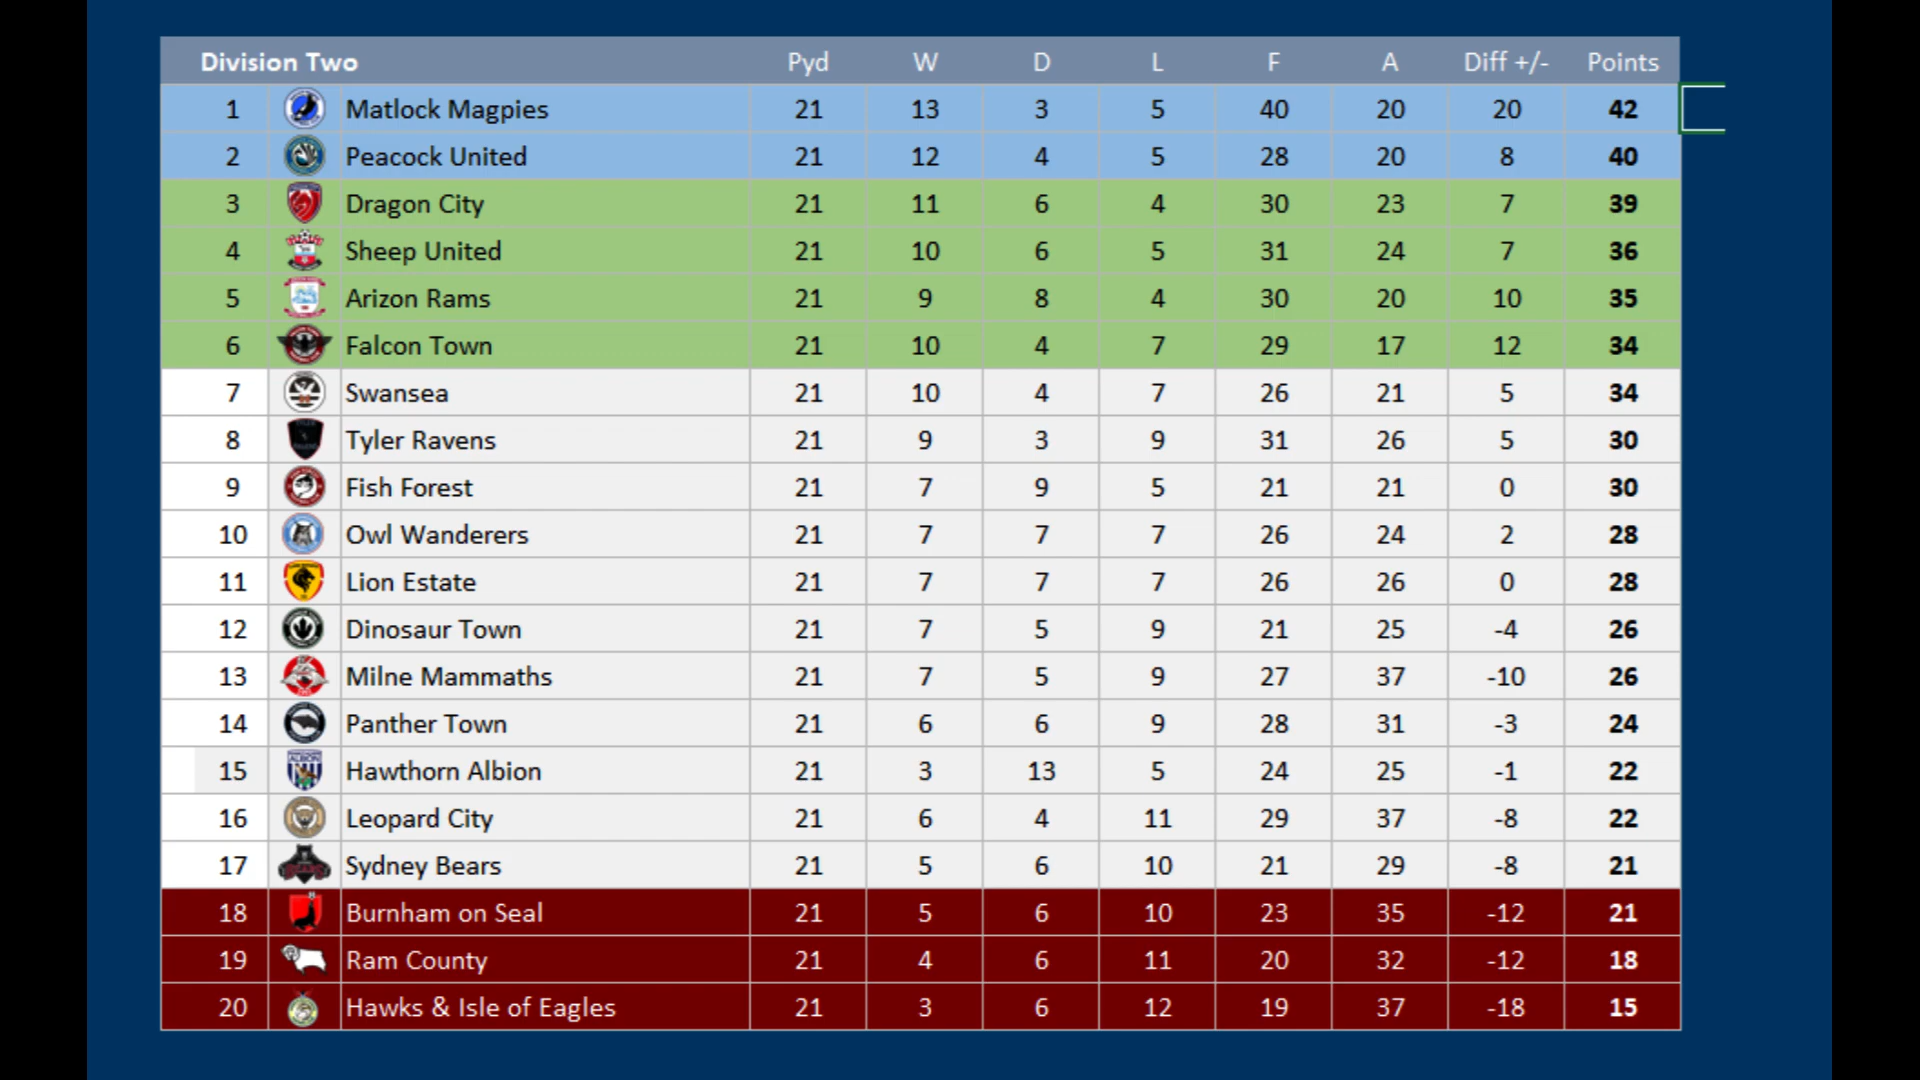 Division Two Pyd W D L F A Diff +/- Points
1 Matlock Magpies 21 13 3 5 40 20 20 42
2 Peacock United 21 12 4 5 28 20 8 40
3 Dragon City 21 11 6 4 30 23 7 39
4 Sheep United 21 10 6 5 31 24 7 36
5 Arizon Rams 21 9 8 4 30 20 10 35
6 Falcon Town 21 10 4 7 29 17 12 34
7 Swansea 21 10 4 7 26 21 5 34
8 Tyler Ravens 21 9 3 9 31 26 5 30
9 Fish Forest 21 7 9 5 21 21 0 30
10 Owl Wanderers 21 7 7 7 26 24 2 28
11 Lion Estate 21 7 7 7 26 26 0 28
12 Dinosaur Town 21 7 5 9 21 25 -4 26
13 Milne Mammaths 21 7 5 9 27 37 -10 26
14 Panther Town 21 6 6 9 28 31 -3 24
15 Hawthorn Albion 21 3 13 5 24 25 -1 22
16 Leopard City 21 6 4 11 29 37 -8 22
17 Sydney Bears 21 5 6 10 21 29 -8 21
18 Burnham on Seal 21 5 6 10 23 35 -12 21
19 Ram County 21 4 6 11 20 32 -12 18
20 Hawks & Isle of Eagles 21 3 6 12 19 37 -18 15